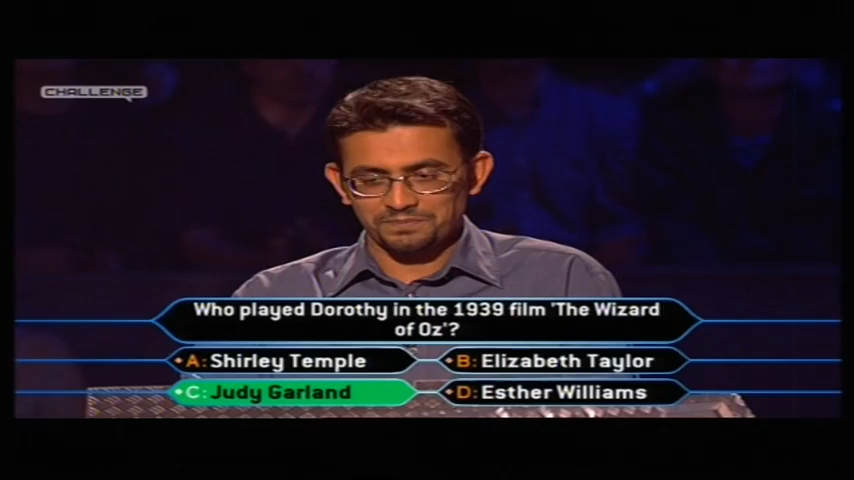 CHALLENGE
Who played Dorothy in the 1939 film 'The Wizard
of Oz'?
A: Shirley Temple
B: Elizabeth Taylor
C: Judy Garland
D: Esther Williams